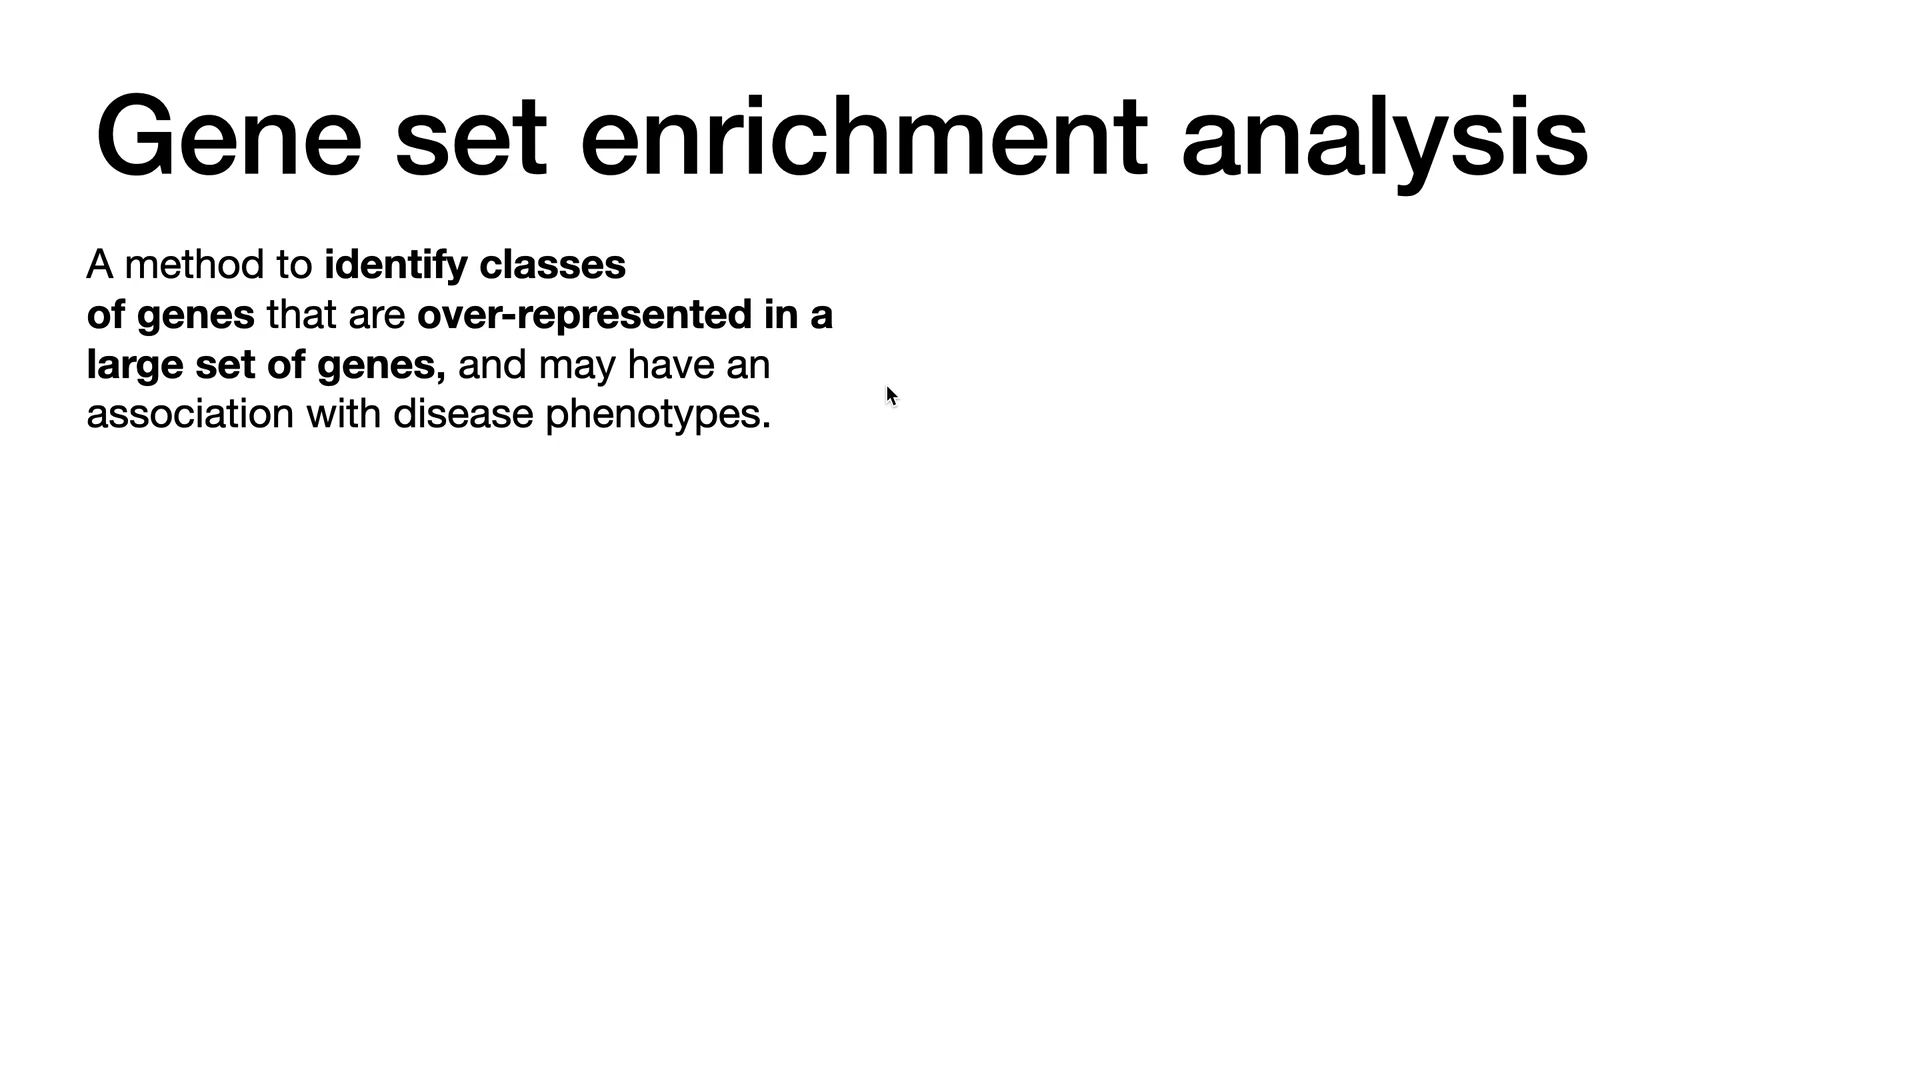 Gene set enrichment analysis
A method to identify classes
of genes that are over-represented in a
large set of genes, and may have an
association with disease phenotypes.